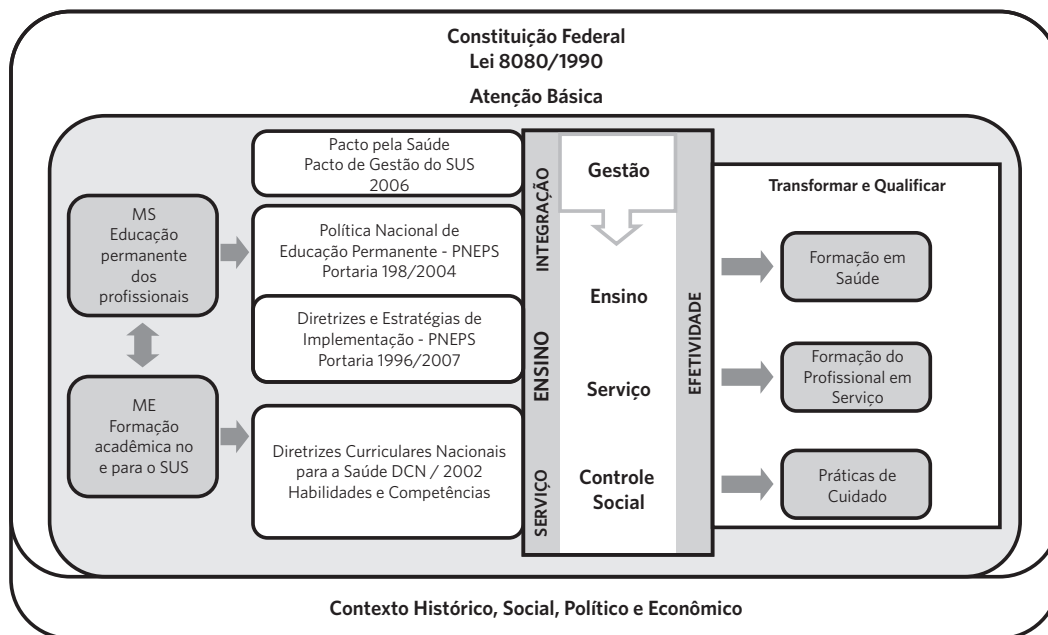 Constituição Federal
Lei 8080/1990
Atenção Básica
MS
Educação
permanente
dos
profissionais
ME
Formação
acadêmica no
e para o SUS
Pacto pela Saúde
Pacto de Gestão do SUS
2006
Política Nacional de
Educação Permanente - PNEPS
Portaria 198/2004
Diretrizes e Estratégias de
Implementação - PNEPS
Portaria 1996/2007
Diretrizes Curriculares Nacionais
para a Saúde DCN / 2002
Habilidades e Competências
INTEGRAÇÃO
ENSINO
SERVIÇO
Gestão
Ensino
Serviço
Controle
Social
EFETIVIDADE
Transformar e Qualificar
Formação em
Saúde
Formação do
Profissional em
Serviço
Práticas de
Cuidado
Contexto Histórico, Social, Político e Econômico